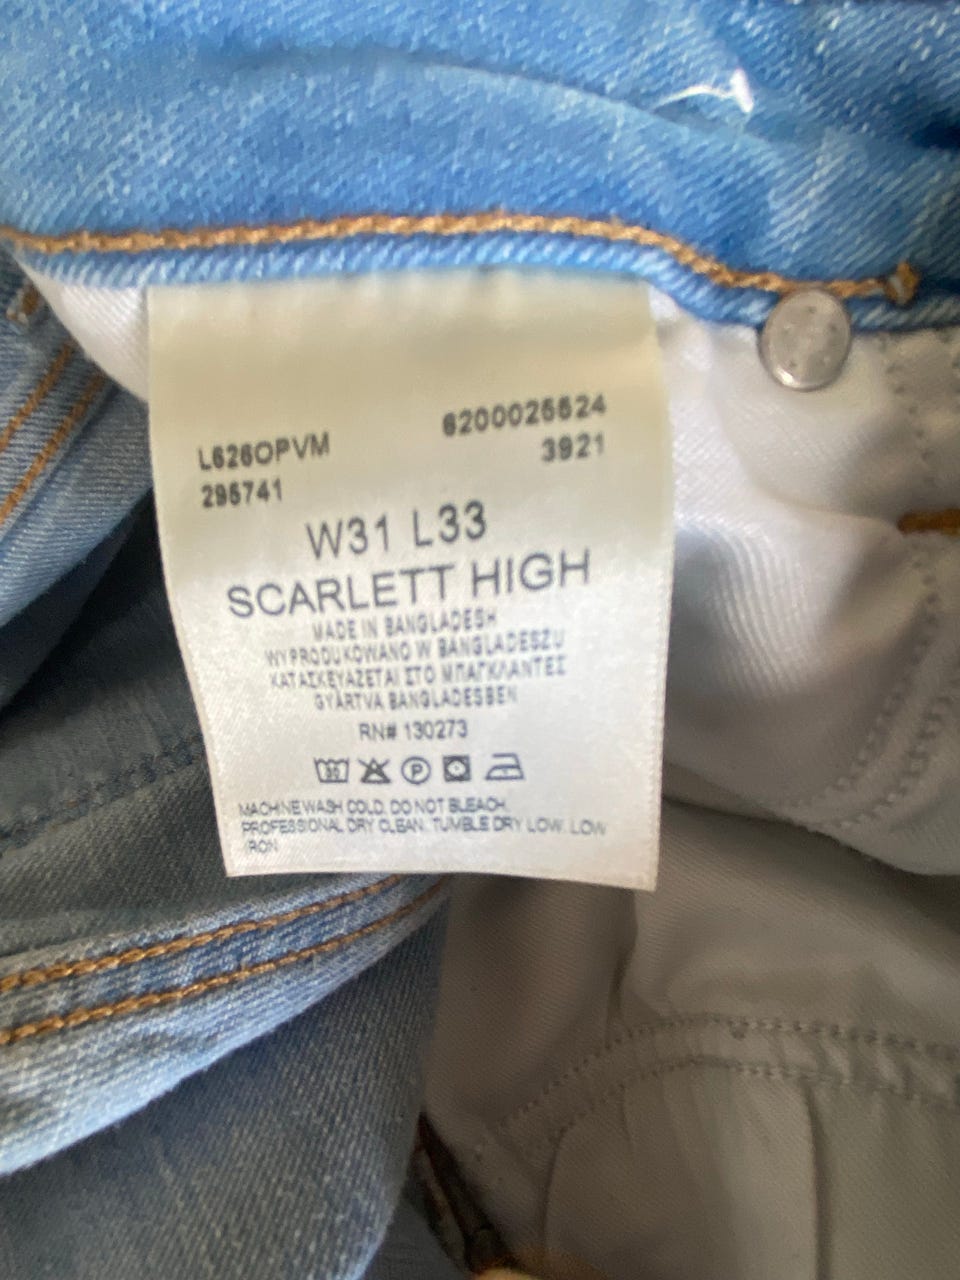 L626OPVM 6200025524
295741 3921
W31 L33
SCARLETT HIGH
MADE IN BANGLADESH
WYPRODUKOWANO W BANGLADESZU
ΚΑΤΑΣΚΕΥΑΖΕΤΑΙ ΣΤΟ ΜΠΑΓΚΛΑΝΤΕΣ
GYÁRTVA BANGLADESBEN
RN# 130273
30 P
MACHINE WASH COLD, DO NOT BLEACH,
PROFESSIONAL DRY CLEAN, TUMBLE DRY LOW, LOW
IRON